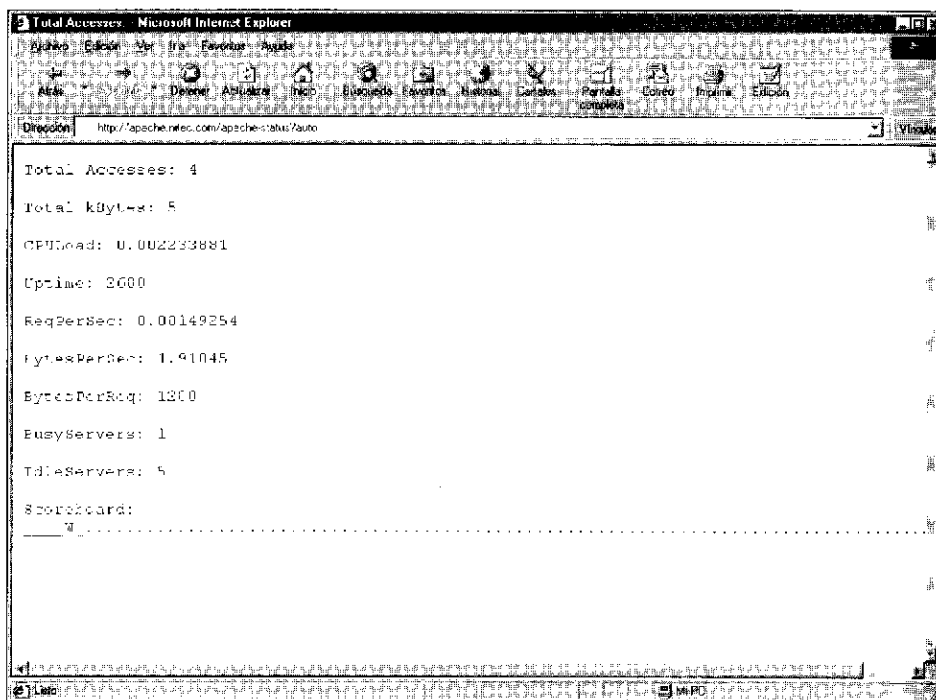 Total Accesses: - Microsoft Internet Explorer
Archivo Edición Ver Ir a Favoritos Ayuda
Atrás Detener Actualizar Inicio Búsqueda Favoritos Historial Canales Pantalla completa Correo Imprimir Edición
Dirección http://apache.nitec.com/apache-status?auto Vínculos
Total Accesses: 4
Total kBytes: 5
CPULoad: 0.002233881
Uptime: 2680
ReqPerSec: 0.00149254
BytesPerSec: 1.91045
BytesPerReq: 1280
BusyServers: 1
IdleServers: 5
Scoreboard:
Listo Mi PC